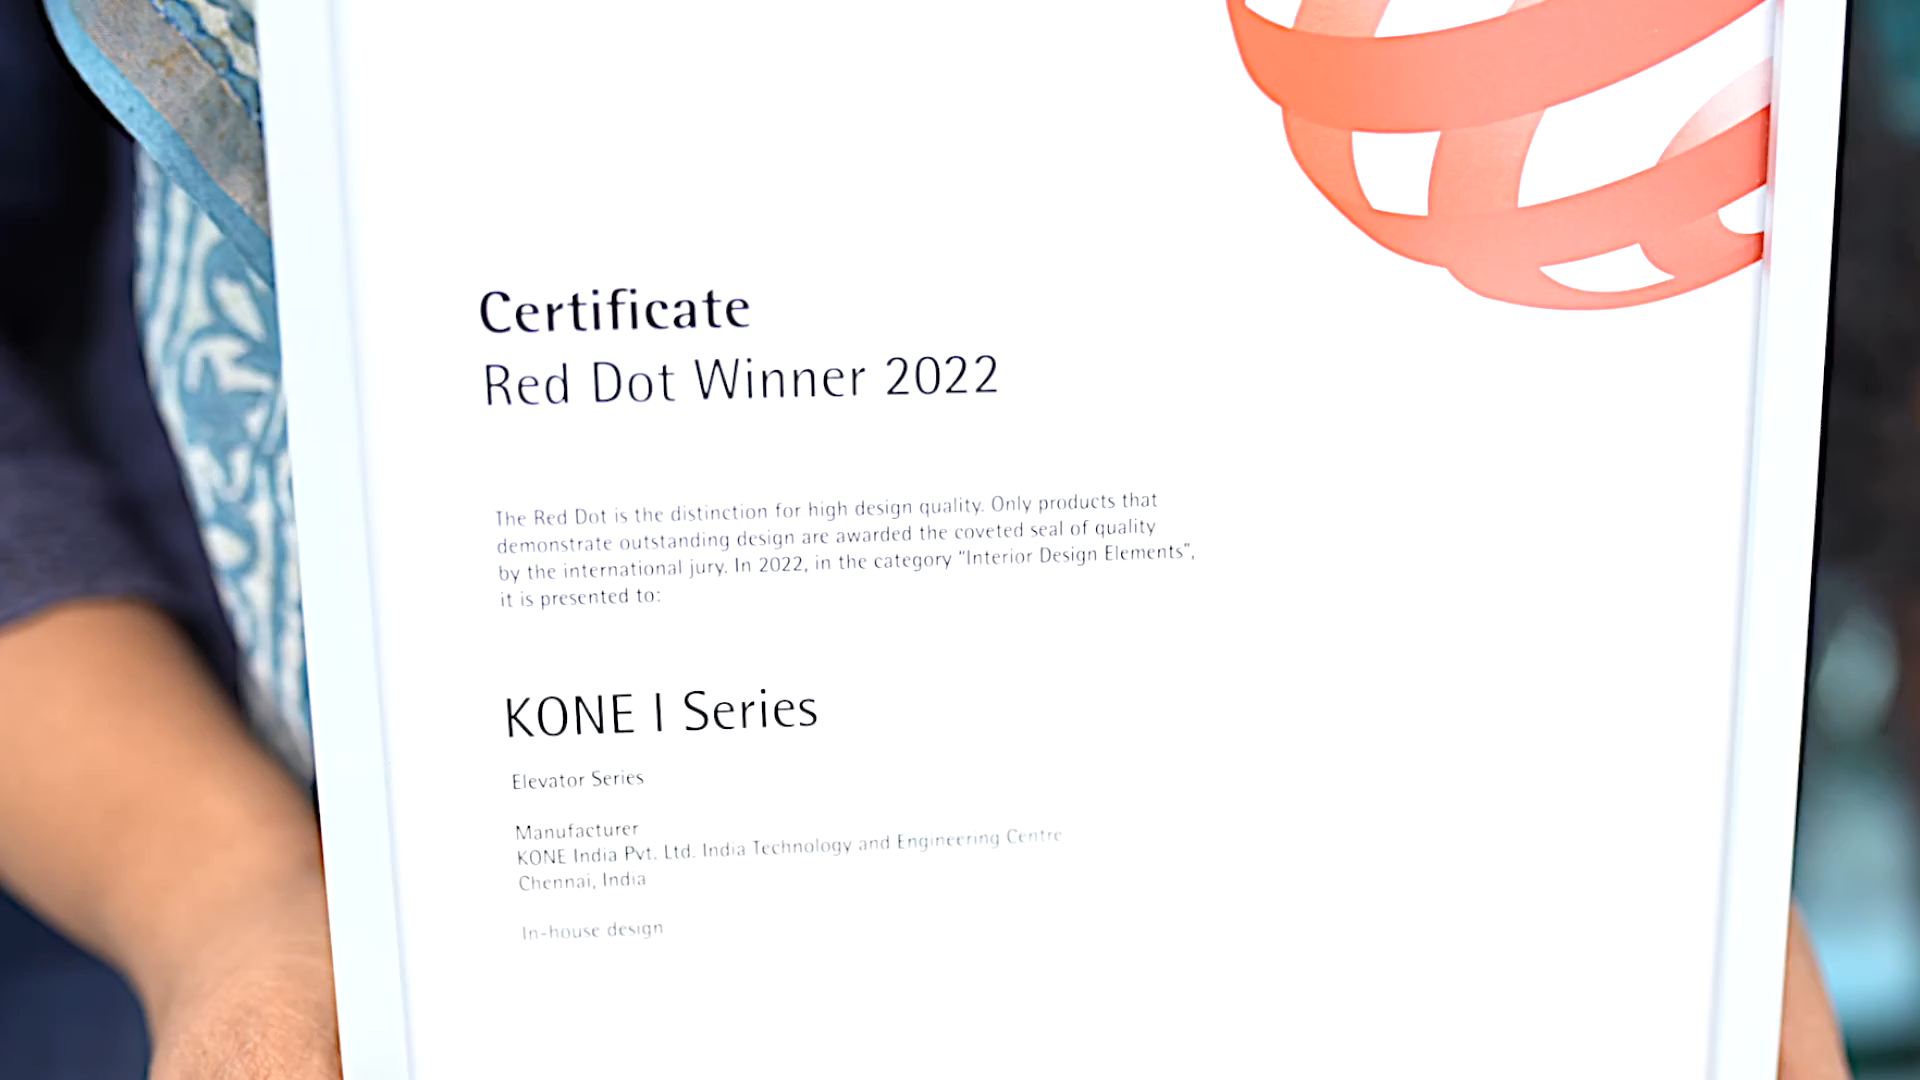 Certificate
Red Dot Winner 2022
The Red Dot is the distinction for high design quality. Only products that
demonstrate outstanding design are awarded the coveted seal of quality
by the international jury. In 2022, in the category “Interior Design Elements”,
it is presented to:
KONE I Series
Elevator Series
Manufacturer
KONE India Pvt. Ltd. India Technology and Engineering Centre
Chennai, India
In-house design